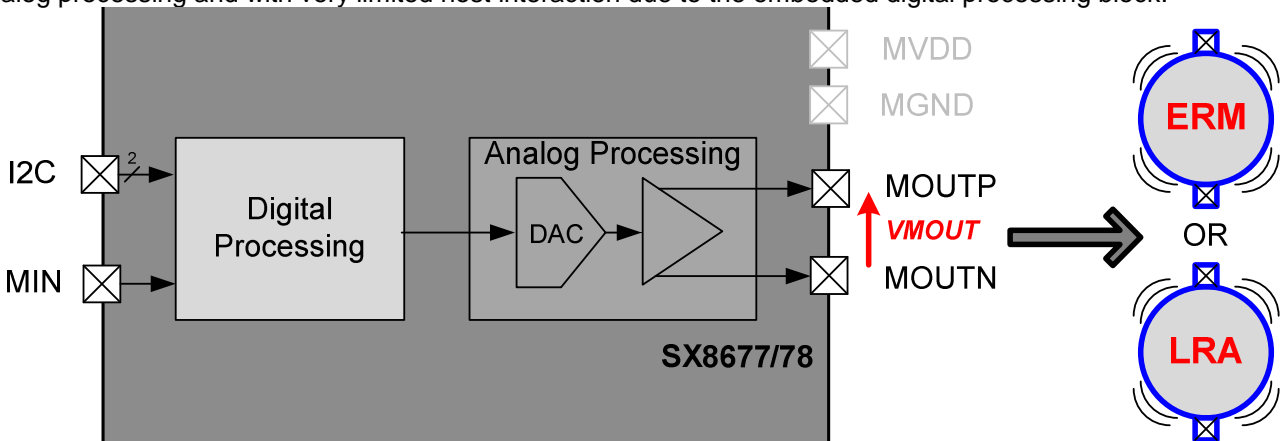 alog processing and with very limited host interaction due to the embedded digital processing block.
MVDD
MGND
ERM
I2C
2
Digital
Processing
Analog Processing
DAC
MOUTP
VMOUT
MOUTN
OR
MIN
SX8677/78
LRA